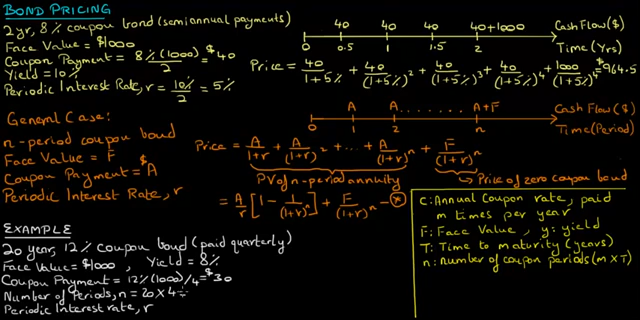 BOND PRICING
2 yr, 8% coupon bond (semiannual payments)
Face Value = $1000
Coupon Payment = 8%(1000)/2 = $40
Yield = 10%
Periodic Interest Rate, r = 10%/2 = 5%
40 40 40 40+1000 Cash Flow($)
0 0.5 1 1.5 2 Time (Yrs)
Price = 40/1+5% + 40/(1+5%)² + 40/(1+5%)³ + 40/(1+5%)⁴ + 1000/(1+5%)⁴ = $964.5
General Case:
n-period coupon bond
Face Value = F
Coupon Payment = $A
Periodic Interest Rate, r
A A ........ A+F Cash Flow($)
0 1 2 n Time (Period)
Price = A/1+r + A/(1+r)² + ... + A/(1+r)ⁿ + F/(1+r)ⁿ
PV of n-period annuity
Price of zero coupon bond
= A/r [1 - 1/(1+r)ⁿ] + F/(1+r)ⁿ - *
EXAMPLE
20 year, 12% coupon bond (paid quarterly)
Face Value = $1000, Yield = 8%
Coupon Payment = 12%(1000)/4 = $30
Number of Periods, n = 20 x 4
Periodic Interest rate, r
C: Annual Coupon rate, paid
m times per year
F: Face Value, y: yield
T: Time to maturity (years)
n: Number of coupon periods (m x T)